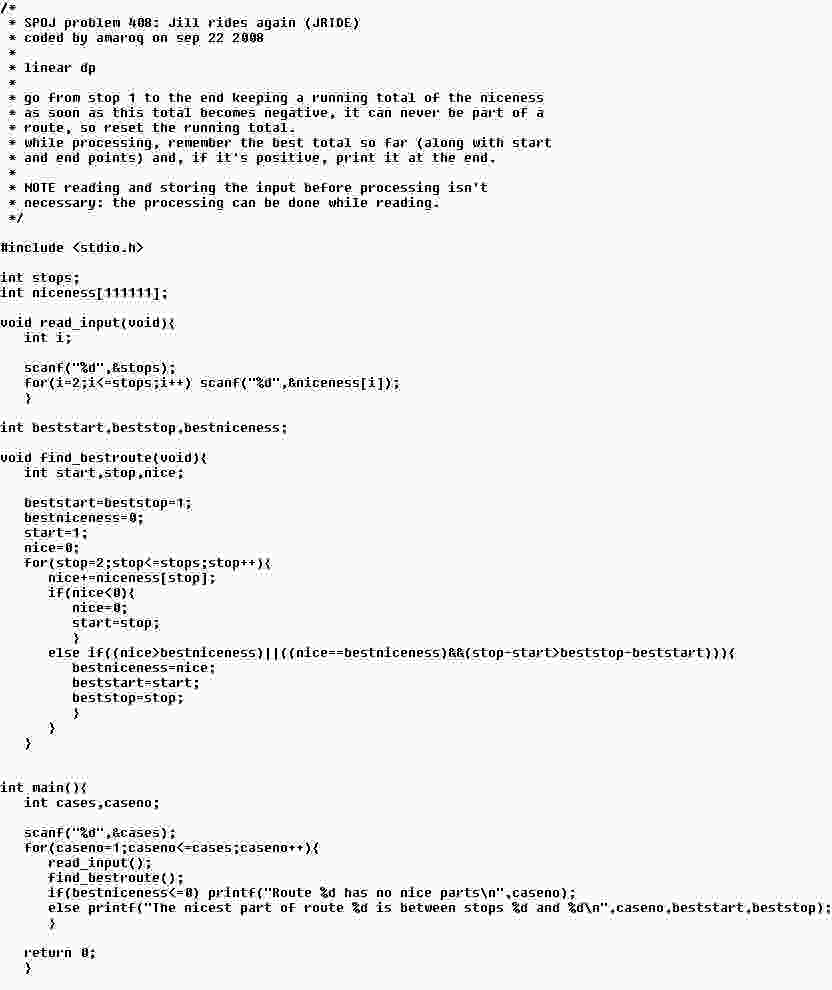 /*
 * SPOJ problem 408: Jill rides again (JRIDE)
 * coded by amaroq on sep 22 2008
 *
 * linear dp
 *
 * go from stop 1 to the end keeping a running total of the niceness
 * as soon as this total becomes negative, it can never be part of a
 * route, so reset the running total.
 * while processing, remember the best total so far (along with start
 * and end points) and, if it's positive, print it at the end.
 *
 * NOTE reading and storing the input before processing isn't
 * necessary: the processing can be done while reading.
 */

#include <stdio.h>

int stops;
int niceness[111111];

void read_input(void){
   int i;

   scanf("%d",&stops);
   for(i=2;i<=stops;i++) scanf("%d",&niceness[i]);
   }

int beststart,beststop,bestniceness;

void find_bestroute(void){
   int start,stop,nice;

   beststart=beststop=1;
   bestniceness=0;
   start=1;
   nice=0;
   for(stop=2;stop<=stops;stop++){
      nice+=niceness[stop];
      if(nice<0){
         nice=0;
         start=stop;
         }
      else if((nice>bestniceness)||((nice==bestniceness)&&(stop-start>beststop-beststart))){
         bestniceness=nice;
         beststart=start;
         beststop=stop;
         }
      }
   }


int main(){
   int cases,caseno;

   scanf("%d",&cases);
   for(caseno=1;caseno<=cases;caseno++){
      read_input();
      find_bestroute();
      if(bestniceness<=0) printf("Route %d has no nice parts\n",caseno);
      else printf("The nicest part of route %d is between stops %d and %d\n",caseno,beststart,beststop);
      }

   return 0;
   }